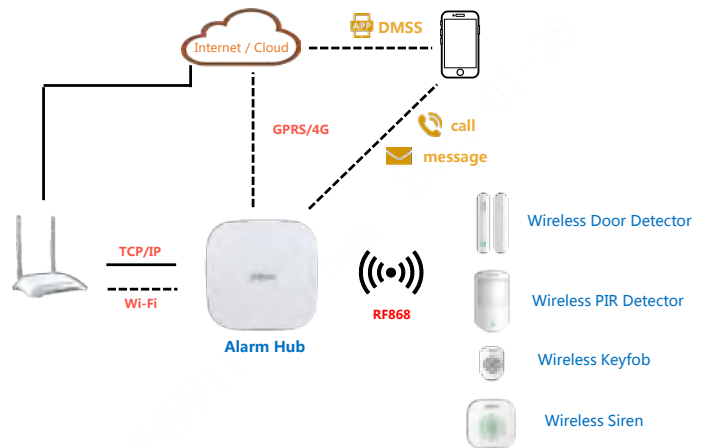 APP DMSS
Internet / Cloud
GPRS/4G
call
message
TCP/IP
Wi-Fi
RF868
Alarm Hub
Wireless Door Detector
Wireless PIR Detector
Wireless Keyfob
Wireless Siren